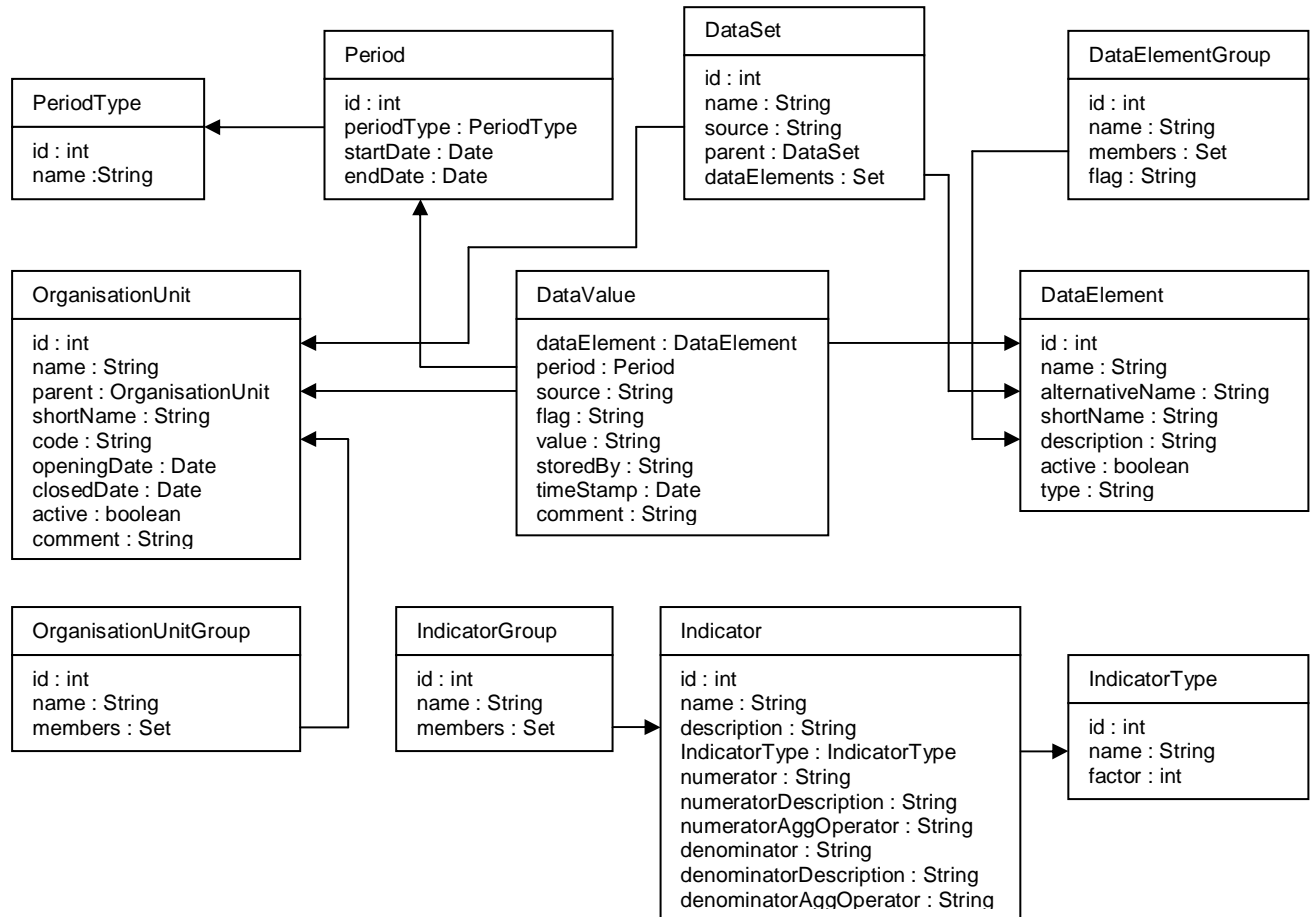 PeriodType
id : int
name :String
Period
id : int
periodType : PeriodType
startDate : Date
endDate : Date
DataSet
id : int
name : String
source : String
parent : DataSet
dataElements : Set
DataElementGroup
id : int
name : String
members : Set
flag : String
OrganisationUnit
id : int
name : String
parent : OrganisationUnit
shortName : String
code : String
openingDate : Date
closedDate : Date
active : boolean
comment : String
DataValue
dataElement : DataElement
period : Period
source : String
flag : String
value : String
storedBy : String
timeStamp : Date
comment : String
DataElement
id : int
name : String
alternativeName : String
shortName : String
description : String
active : boolean
type : String
OrganisationUnitGroup
id : int
name : String
members : Set
IndicatorGroup
id : int
name : String
members : Set
Indicator
id : int
name : String
description : String
IndicatorType : IndicatorType
numerator : String
numeratorDescription : String
numeratorAggOperator : String
denominator : String
denominatorDescription : String
denominatorAggOperator : String
IndicatorType
id : int
name : String
factor : int